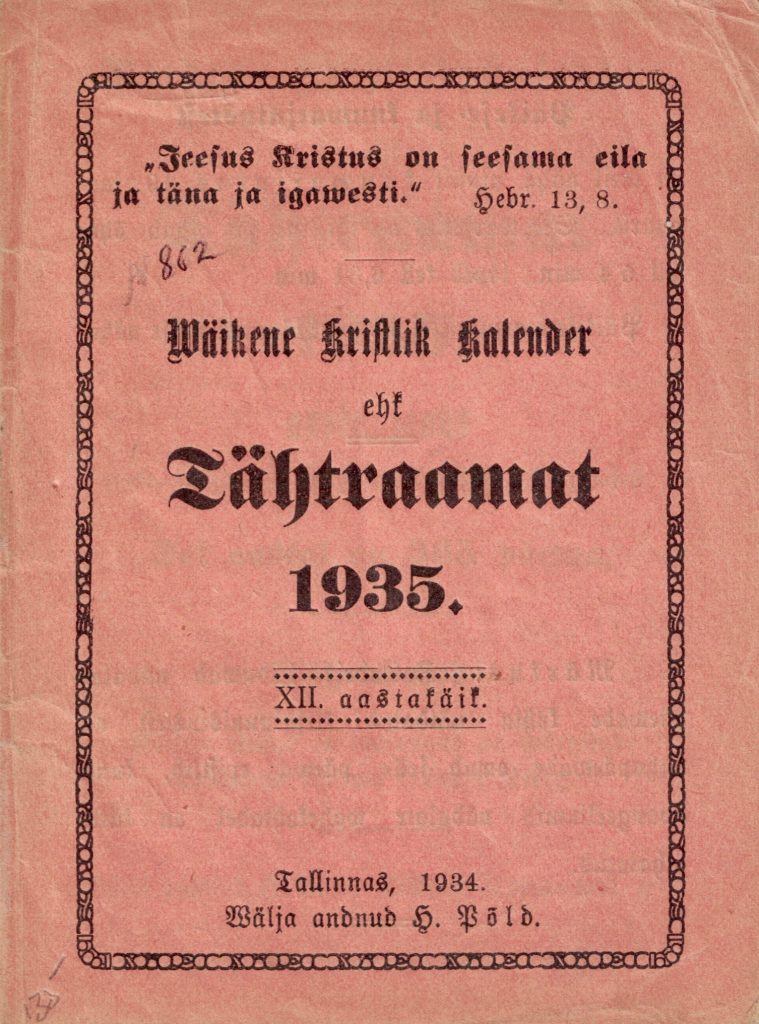 „Jeesus Kristus on seesama eila
ja täna ja igawesti.“ Hebr. 13, 8.
862
Wäikene Kristlik Kalender
ehk
Tähtraamat
1935.
XII. aastakäik.
Tallinnas, 1934.
Wälja andnud H. Põld.